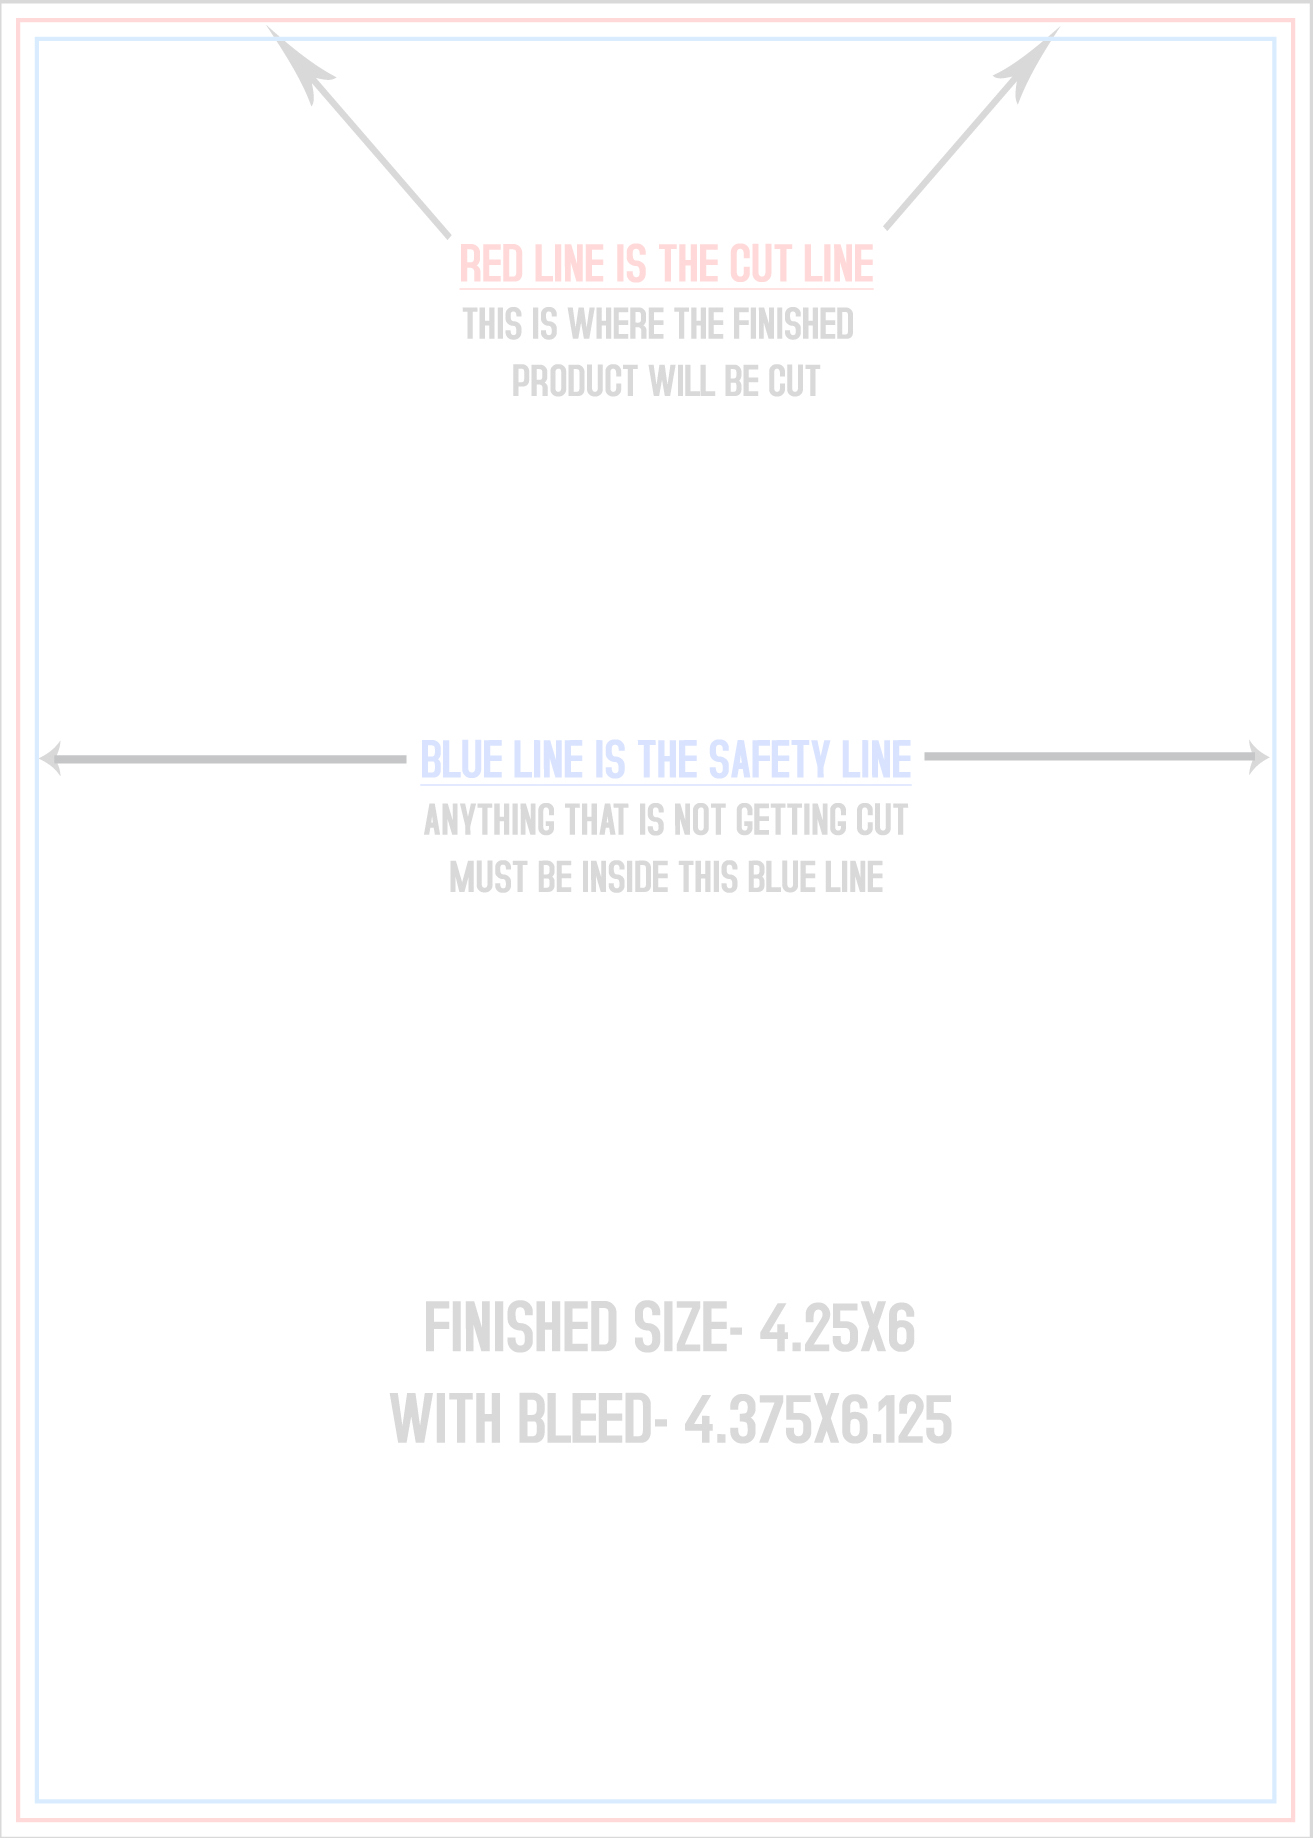 RED LINE IS THE CUT LINE
THIS IS WHERE THE FINISHED
PRODUCT WILL BE CUT
BLUE LINE IS THE SAFETY LINE
ANYTHING THAT IS NOT GETTING CUT
MUST BE INSIDE THIS BLUE LINE
FINISHED SIZE- 4.25X6
WITH BLEED- 4.375X6.125